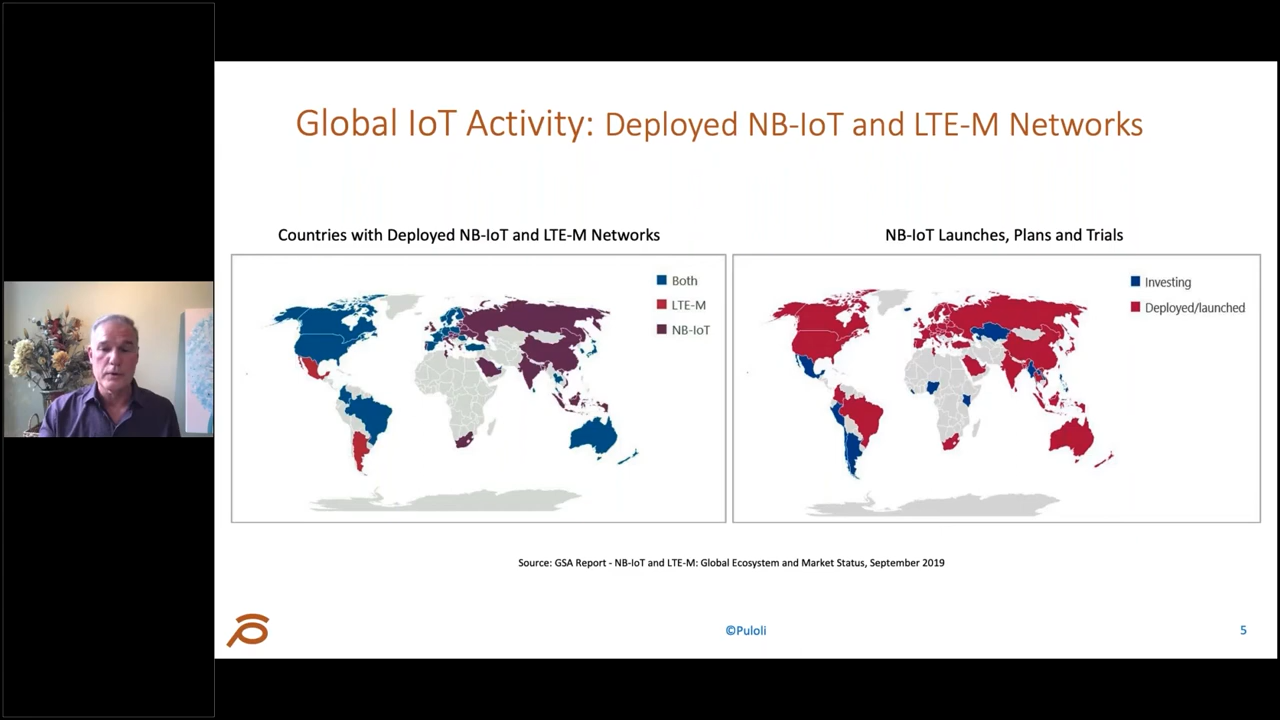 Global IoT Activity: Deployed NB-IoT and LTE-M Networks
Countries with Deployed NB-IoT and LTE-M Networks
Both
LTE-M
NB-IoT
NB-IoT Launches, Plans and Trials
Investing
Deployed/launched
Source: GSA Report - NB-IoT and LTE-M: Global Ecosystem and Market Status, September 2019
©Puloli
5